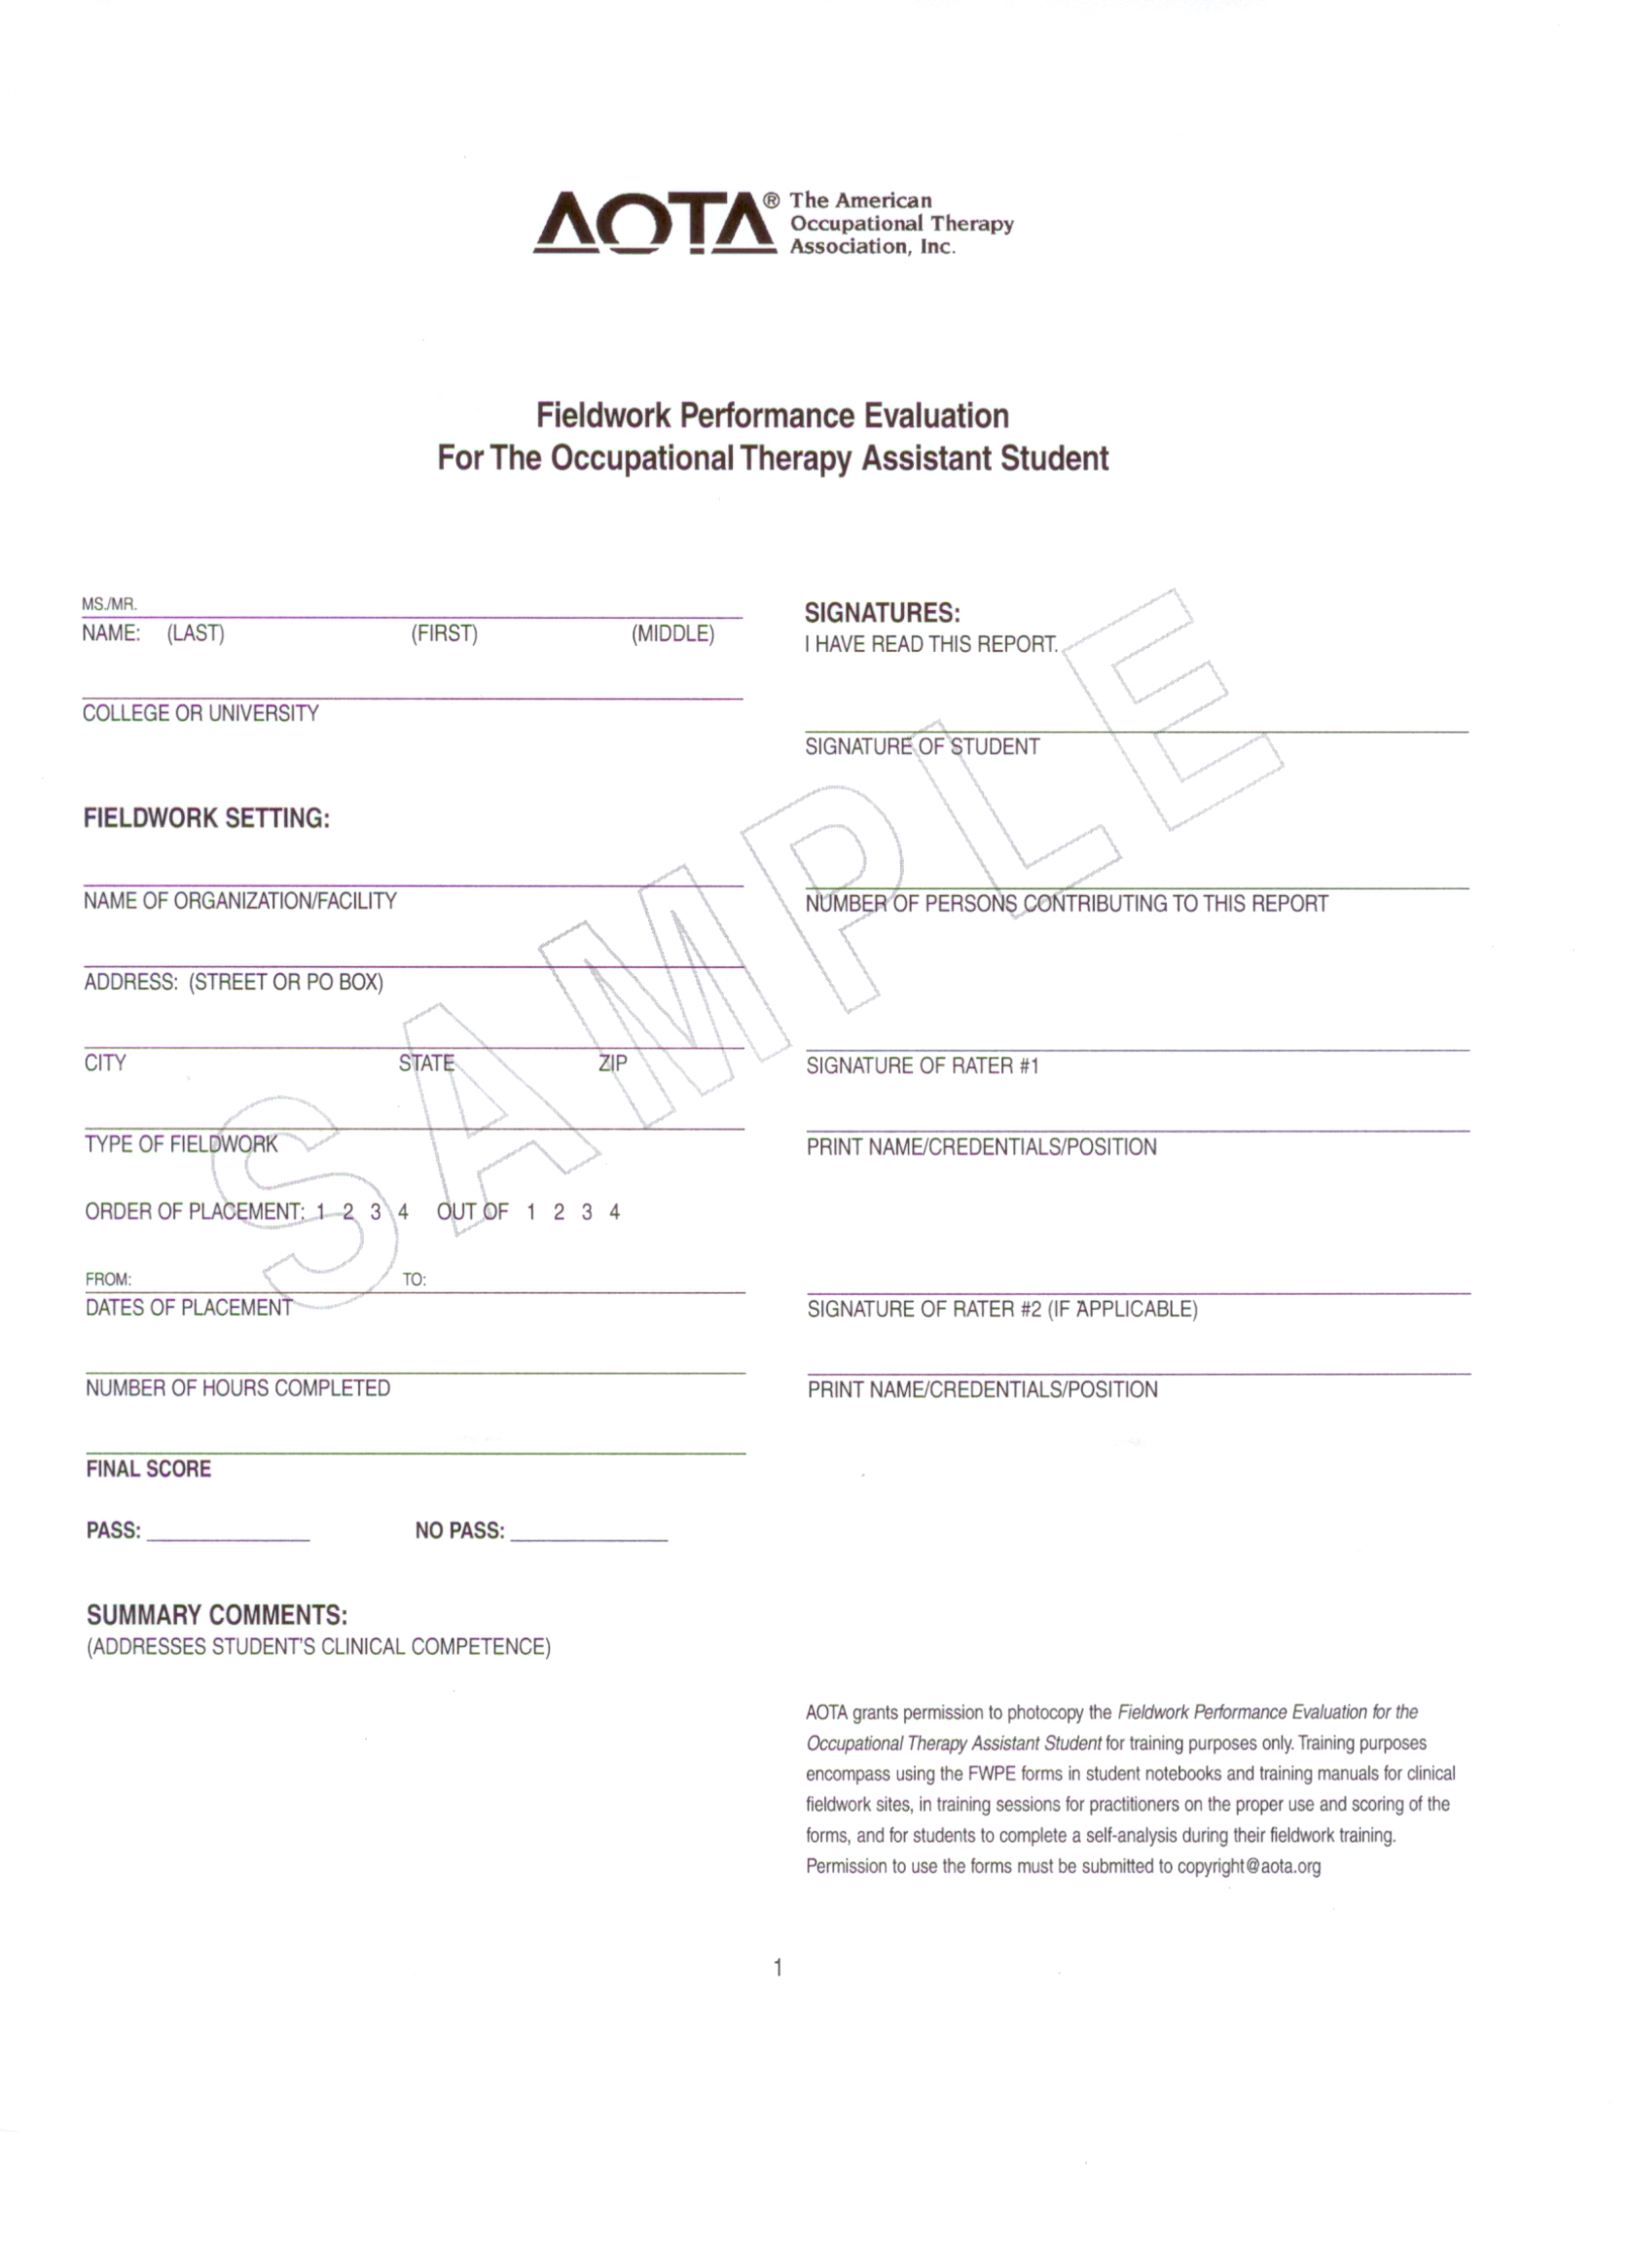 AOTA® The American
Occupational Therapy
Association, Inc.
Fieldwork Performance Evaluation
For The Occupational Therapy Assistant Student
MS./MR.
NAME: (LAST) (FIRST) (MIDDLE)
COLLEGE OR UNIVERSITY
FIELDWORK SETTING:
NAME OF ORGANIZATION/FACILITY
ADDRESS: (STREET OR PO BOX)
CITY STATE ZIP
TYPE OF FIELDWORK
ORDER OF PLACEMENT: 1 2 3 4 OUT OF 1 2 3 4
FROM: TO:
DATES OF PLACEMENT
NUMBER OF HOURS COMPLETED
FINAL SCORE
PASS: NO PASS:
SUMMARY COMMENTS:
(ADDRESSES STUDENT'S CLINICAL COMPETENCE)
SIGNATURES:
I HAVE READ THIS REPORT.
SIGNATURE OF STUDENT
NUMBER OF PERSONS CONTRIBUTING TO THIS REPORT
SIGNATURE OF RATER #1
PRINT NAME/CREDENTIALS/POSITION
SIGNATURE OF RATER #2 (IF APPLICABLE)
PRINT NAME/CREDENTIALS/POSITION
AOTA grants permission to photocopy the Fieldwork Performance Evaluation for the
Occupational Therapy Assistant Student for training purposes only. Training purposes
encompass using the FWPE forms in student notebooks and training manuals for clinical
fieldwork sites, in training sessions for practitioners on the proper use and scoring of the
forms, and for students to complete a self-analysis during their fieldwork training.
Permission to use the forms must be submitted to copyright@aota.org
SAMPLE
1